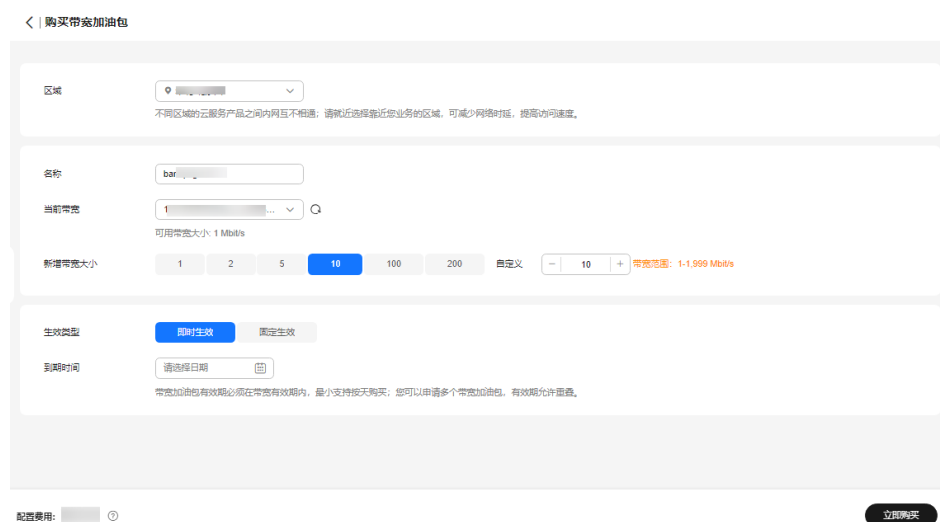 购买带宽加油包
区域
不同区域的云服务产品之间内网互不相通；请就近选择靠近您业务的区域，可减少网络时延，提高访问速度。
名称
当前带宽
1 ...
可用带宽大小: 1 Mbit/s
新增带宽大小 1 2 5 10 100 200 自定义 − 10 + 带宽范围：1-1,999 Mbit/s
生效类型 即时生效 固定生效
到期时间 请选择日期
带宽加油包有效期必须在带宽有效期内，最小支持按天购买；您可以申请多个带宽加油包，有效期允许重叠。
配置费用: ? 立即购买